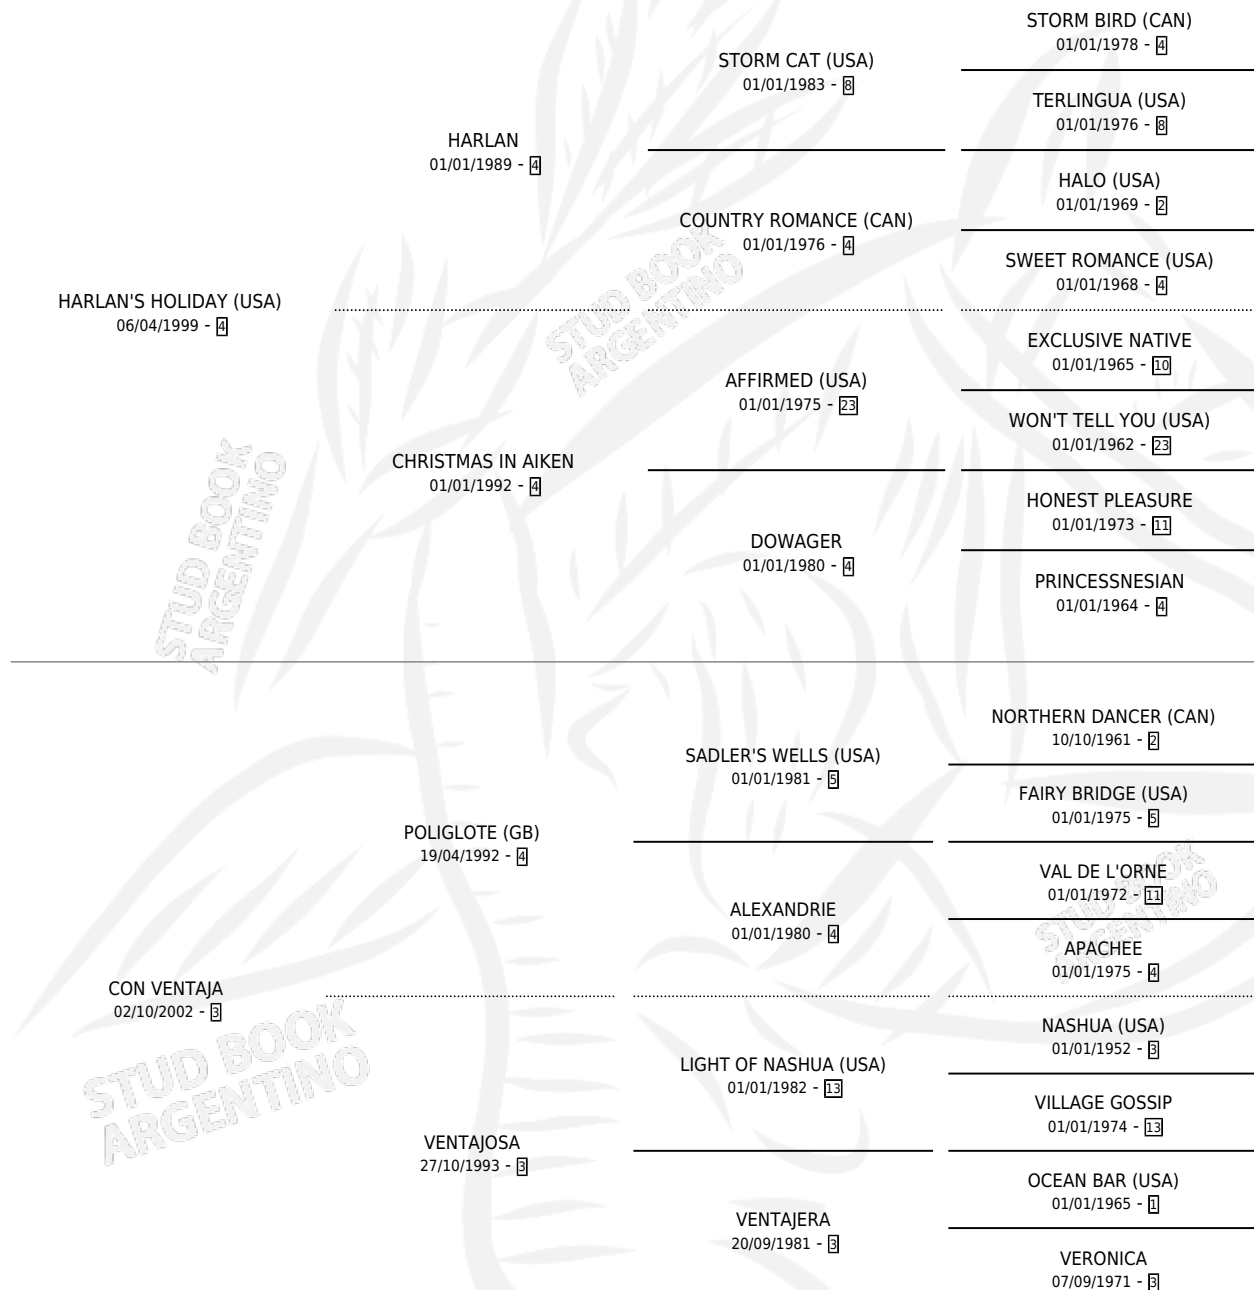 STORM BIRD (CAN)
01/01/1978 - 4
STORM CAT (USA)
01/01/1983 - 8
TERLINGUA (USA)
01/01/1976 - 8
HARLAN
01/01/1989 - 4
HALO (USA)
01/01/1969 - 2
COUNTRY ROMANCE (CAN)
01/01/1976 - 4
SWEET ROMANCE (USA)
01/01/1968 - 4
HARLAN'S HOLIDAY (USA)
06/04/1999 - 4
STUD BOOK
ARGENTINO
EXCLUSIVE NATIVE
01/01/1965 - 10
AFFIRMED (USA)
01/01/1975 - 23
WON'T TELL YOU (USA)
01/01/1962 - 23
CHRISTMAS IN AIKEN
01/01/1992 - 4
HONEST PLEASURE
01/01/1973 - 11
DOWAGER
01/01/1980 - 4
PRINCESSNESIAN
01/01/1964 - 4
STUD BOOK
ARGENTINO
NORTHERN DANCER (CAN)
10/10/1961 - 2
SADLER'S WELLS (USA)
01/01/1981 - 5
FAIRY BRIDGE (USA)
01/01/1975 - 5
POLIGLOTE (GB)
19/04/1992 - 4
VAL DE L'ORNE
01/01/1972 - 11
ALEXANDRIE
01/01/1980 - 4
APACHEE
01/01/1975 - 4
STUD BOOK
ARGENTINO
CON VENTAJA
02/10/2002 - 3
NASHUA (USA)
01/01/1952 - 3
LIGHT OF NASHUA (USA)
01/01/1982 - 13
VILLAGE GOSSIP
01/01/1974 - 13
STUD BOOK
ARGENTINO
VENTAJOSA
27/10/1993 - 3
OCEAN BAR (USA)
01/01/1965 - 1
VENTAJERA
20/09/1981 - 3
VERONICA
07/09/1971 - 3